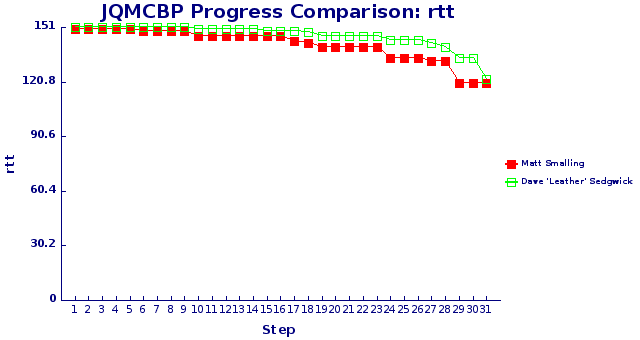 JQMCBP Progress Comparison: rtt
151
120.8
90.6
60.4
30.2
0
rtt
1 2 3 4 5 6 7 8 9 10 11 12 13 14 15 16 17 18 19 20 21 22 23 24 25 26 27 28 29 30 31
Step
Matt Smalling
Dave 'Leather' Sedgwick